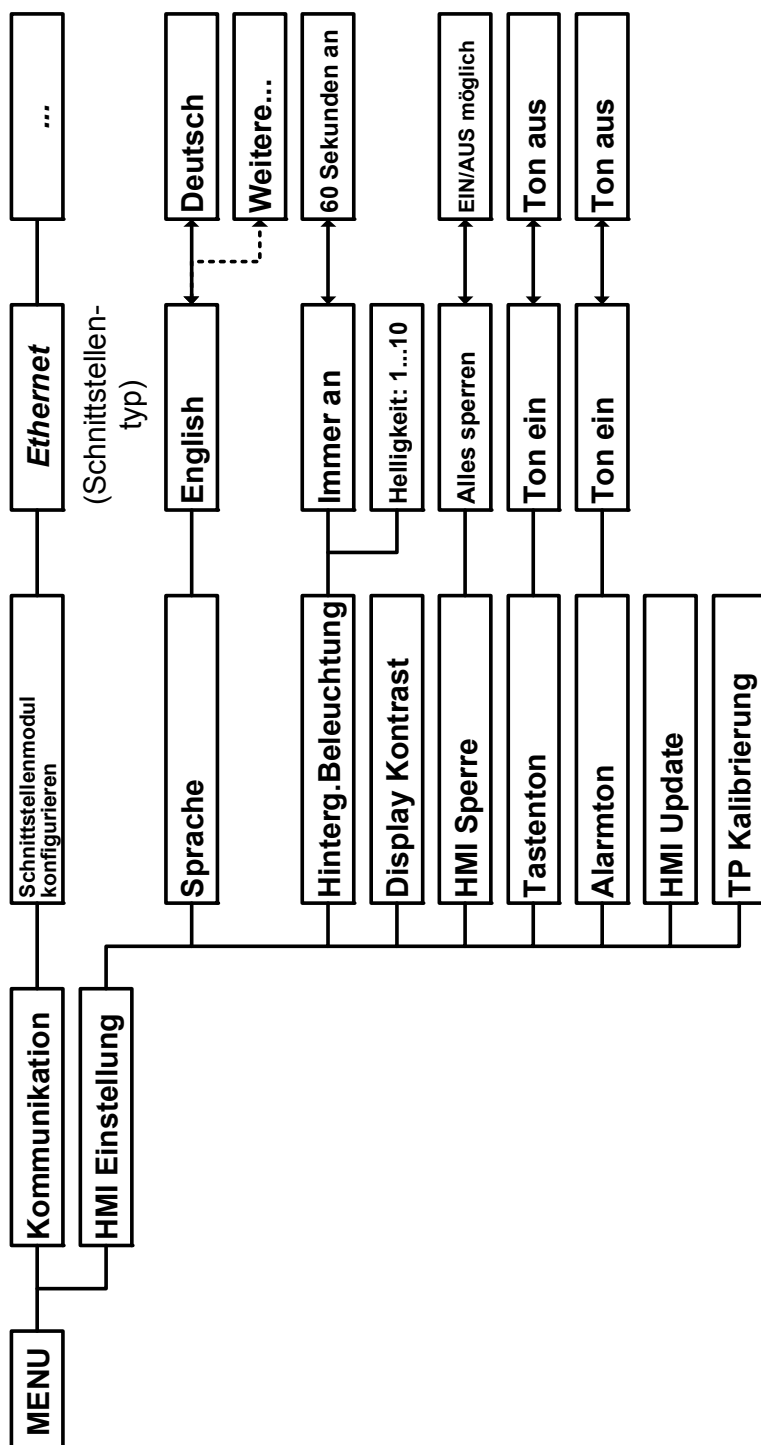 MENU
Kommunikation
Schnittstellenmodul
konfigurieren
Ethernet
(Schnittstellen-
typ)
...
HMI Einstellung
Sprache
English
Deutsch
Weitere...
Hinterg.Beleuchtung
Immer an
60 Sekunden an
Helligkeit: 1...10
Display Kontrast
HMI Sperre
Alles sperren
EIN/AUS möglich
Tastenton
Ton ein
Ton aus
Alarmton
Ton ein
Ton aus
HMI Update
TP Kalibrierung